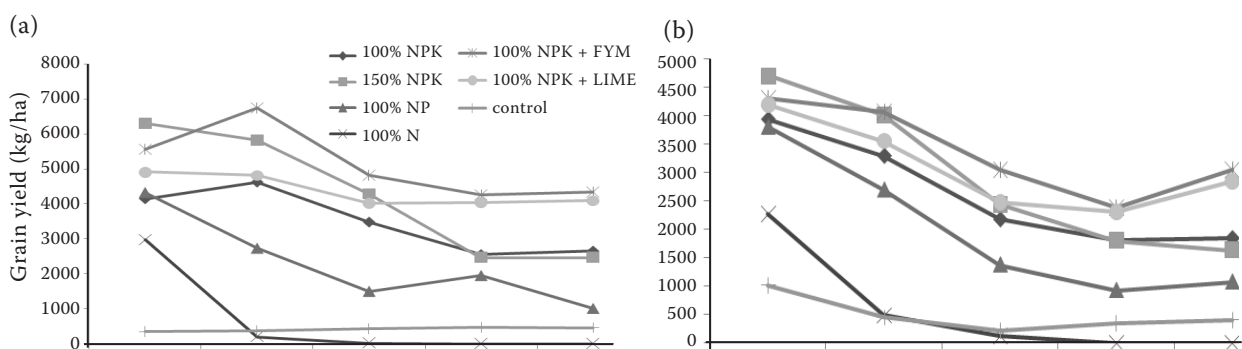 (a)
(b)
Grain yield (kg/ha)
8000
7000
6000
5000
4000
3000
2000
1000
0
100% NPK
150% NPK
100% NP
100% N
100% NPK + FYM
100% NPK + LIME
control
5000
4500
4000
3500
3000
2500
2000
1500
1000
500
0